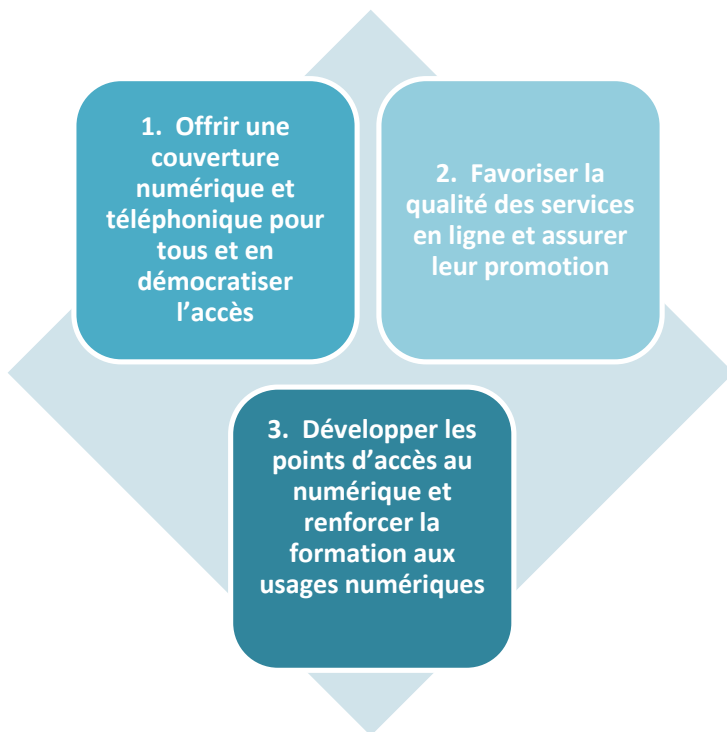 1. Offrir une
couverture
numérique et
téléphonique pour
tous et en
démocratiser
l'accès
2. Favoriser la
qualité des services
en ligne et assurer
leur promotion
3. Développer les
points d'accès au
numérique et
renforcer la
formation aux
usages numériques